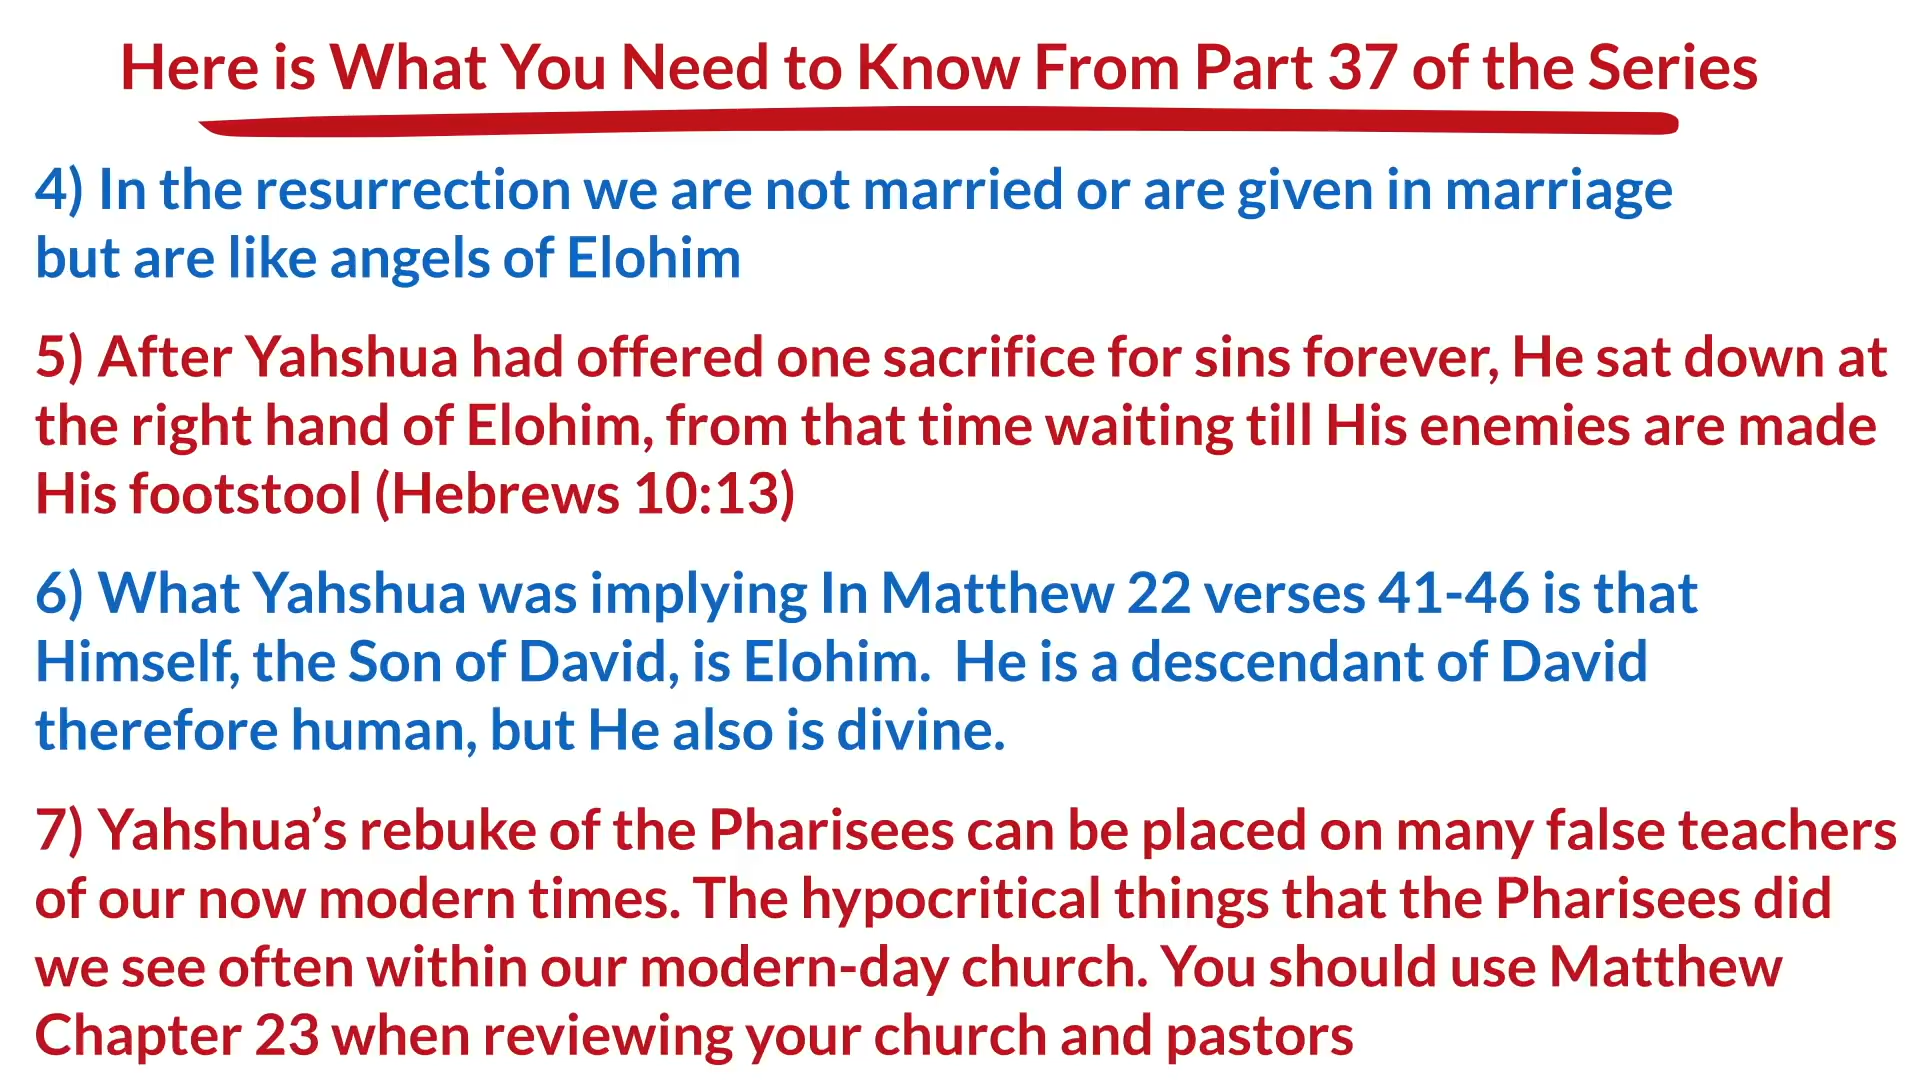 Here is What You Need to Know From Part 37 of the Series
4) In the resurrection we are not married or are given in marriage
but are like angels of Elohim
5) After Yahshua had offered one sacrifice for sins forever, He sat down at
the right hand of Elohim, from that time waiting till His enemies are made
His footstool (Hebrews 10:13)
6) What Yahshua was implying In Matthew 22 verses 41-46 is that
Himself, the Son of David, is Elohim.  He is a descendant of David
therefore human, but He also is divine.
7) Yahshua’s rebuke of the Pharisees can be placed on many false teachers
of our now modern times. The hypocritical things that the Pharisees did
we see often within our modern-day church. You should use Matthew
Chapter 23 when reviewing your church and pastors